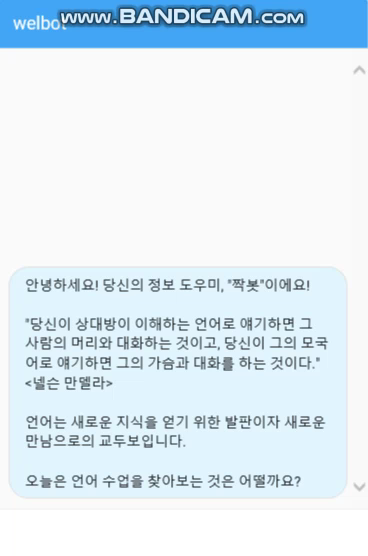 welbot
www.BANDICAM.com
안녕하세요! 당신의 정보 도우미, "짝봇"이에요!
"당신이 상대방이 이해하는 언어로 얘기하면 그
사람의 머리와 대화하는 것이고, 당신이 그의 모국
어로 얘기하면 그의 가슴과 대화를 하는 것이다."
<넬슨 만델라>
언어는 새로운 지식을 얻기 위한 발판이자 새로운
만남으로의 교두보입니다.
오늘은 언어 수업을 찾아보는 것은 어떨까요?